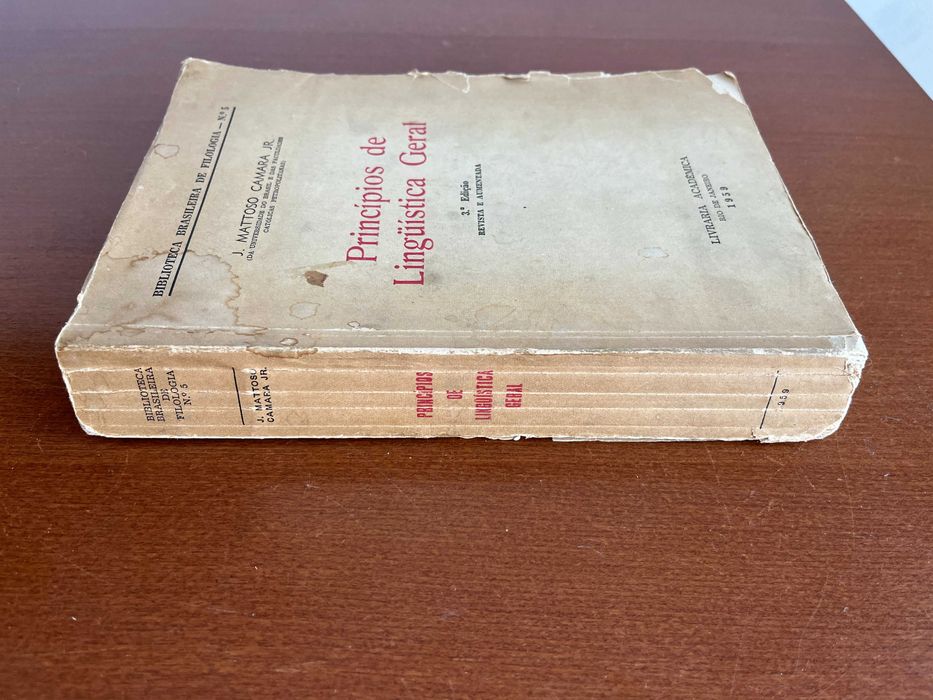 BIBLIOTECA BRASILEIRA DE FILOLOGIA — N.º 5
J. MATTOSO CAMARA JR.
(DA UNIVERSIDADE DO BRASIL E DAS FACULDADES
CATÓLICAS PETROPOLITANAS)
Princípios de
Lingüística Geral
3.ª Edição
REVISTA E AUMENTADA
LIVRARIA ACADÊMICA
RIO DE JANEIRO
1959
BIBLIOTECA
BRASILEIRA
DE
FILOLOGIA
N.º 5
J. MATTOSO
CAMARA JR.
PRINCÍPIOS
DE
LINGÜÍSTICA
GERAL
959